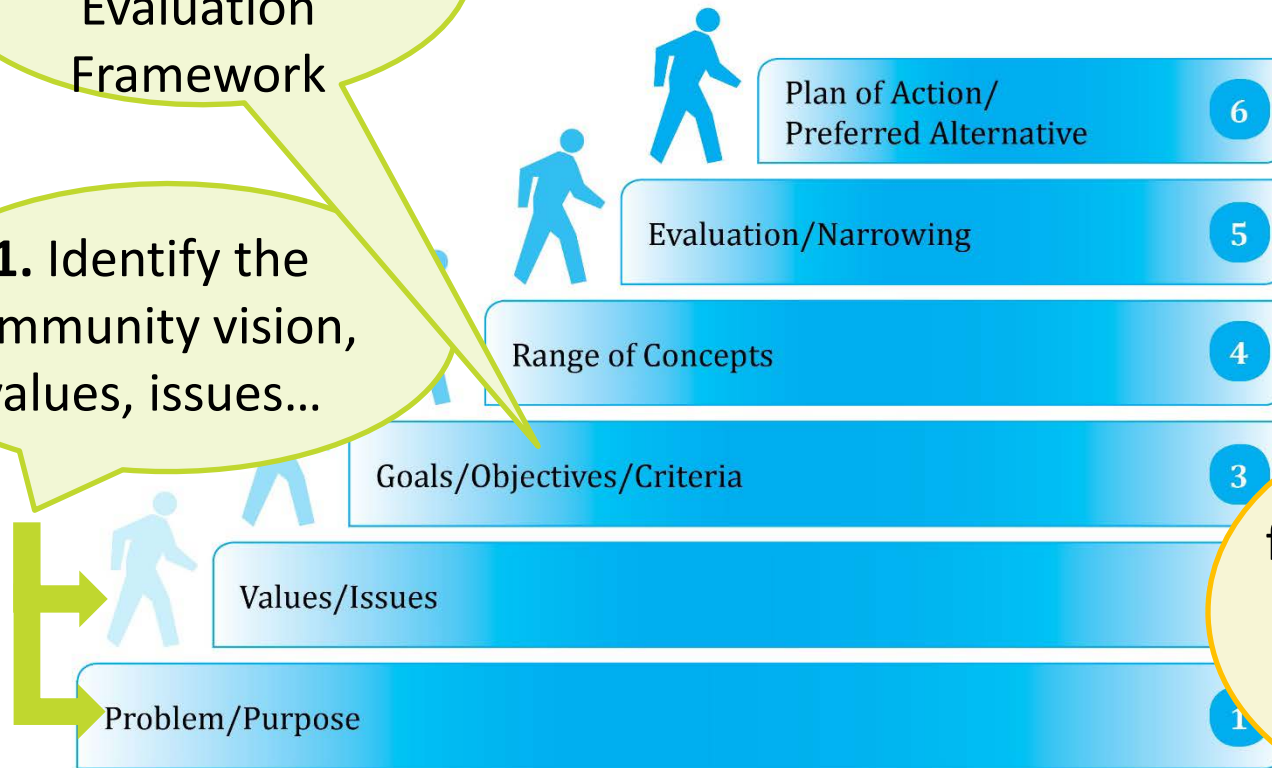 Evaluation
Framework
1. Identify the
mmunity vision,
alues, issues…
Plan of Action/
Preferred Alternative
6
Evaluation/Narrowing
5
Range of Concepts
4
Goals/Objectives/Criteria
3
Values/Issues
Problem/Purpose
1